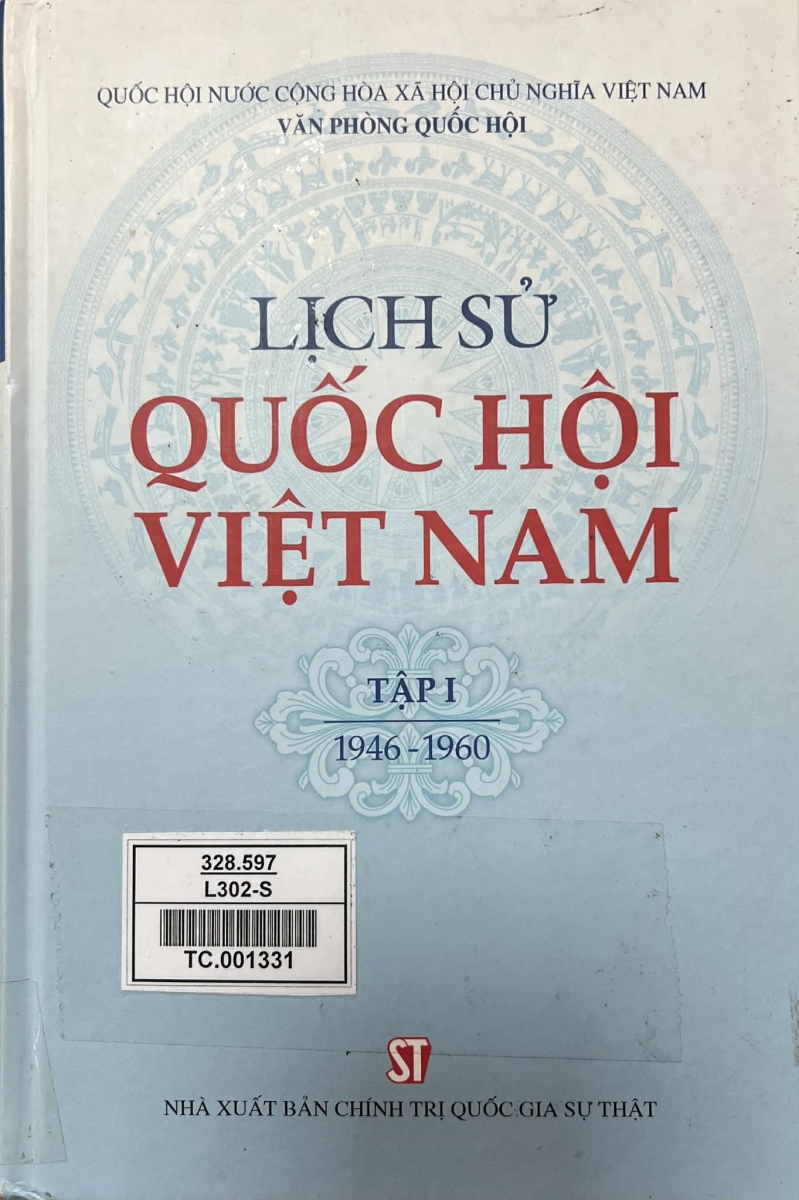 QUỐC HỘI NƯỚC CỘNG HÒA XÃ HỘI CHỦ NGHĨA VIỆT NAM
VĂN PHÒNG QUỐC HỘI
LỊCH SỬ
QUỐC HỘI
VIỆT NAM
TẬP I
1946 - 1960
328.597
L302-S
TC.001331
ST
NHÀ XUẤT BẢN CHÍNH TRỊ QUỐC GIA SỰ THẬT